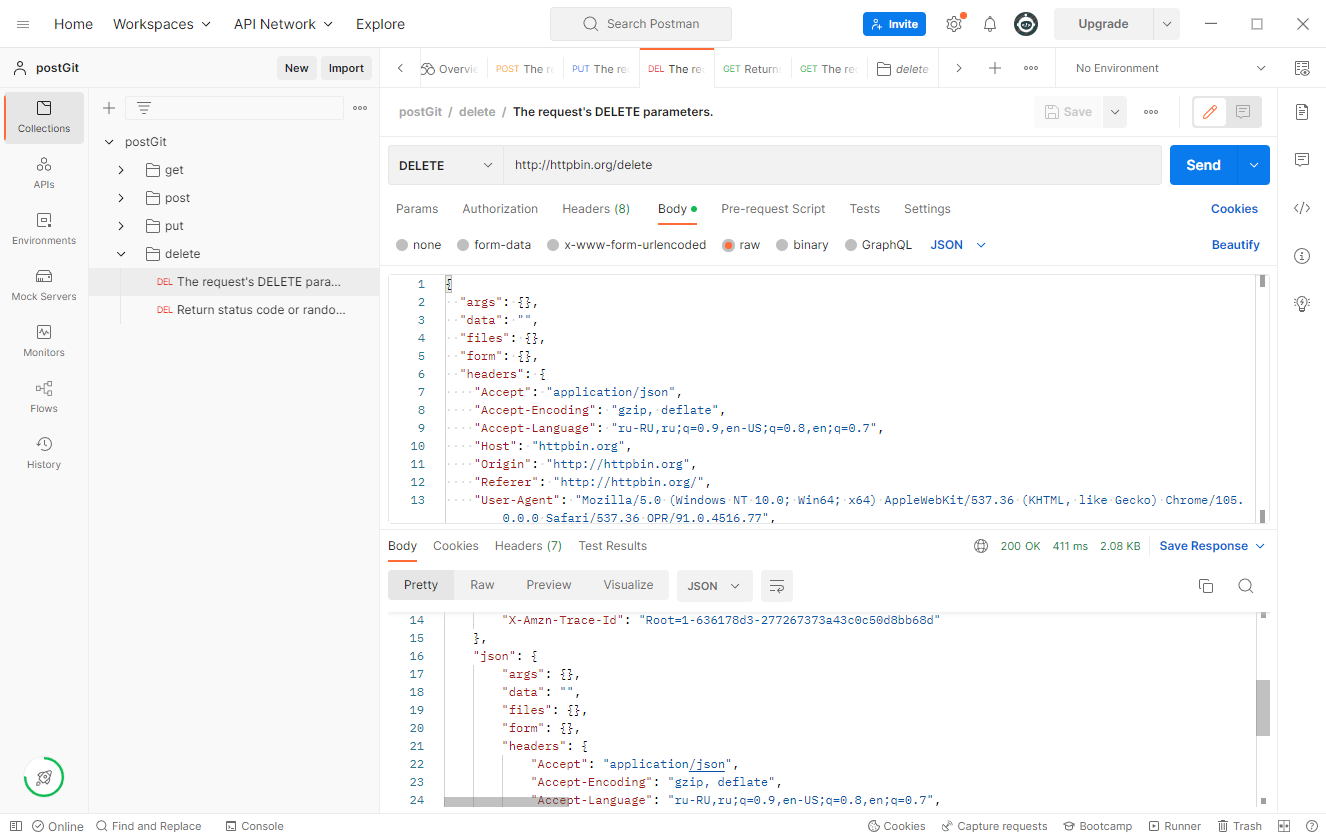 Home Workspaces API Network Explore Search Postman Invite Upgrade
postGit New Import Overvie POST The re PUT The re DEL The re GET Return GET The re delete No Environment
Collections
APIs
Environments
Mock Servers
Monitors
Flows
History
postGit
get
post
put
delete
DEL The request's DELETE para...
DEL Return status code or rando...
postGit / delete / The request's DELETE parameters. Save
DELETE http://httpbin.org/delete Send
Params Authorization Headers (8) Body Pre-request Script Tests Settings Cookies
none form-data x-www-form-urlencoded raw binary GraphQL JSON Beautify
1 {
2 "args": {},
3 "data": "",
4 "files": {},
5 "form": {},
6 "headers": {
7 "Accept": "application/json",
8 "Accept-Encoding": "gzip, deflate",
9 "Accept-Language": "ru-RU,ru;q=0.9,en-US;q=0.8,en;q=0.7",
10 "Host": "httpbin.org",
11 "Origin": "http://httpbin.org",
12 "Referer": "http://httpbin.org/",
13 "User-Agent": "Mozilla/5.0 (Windows NT 10.0; Win64; x64) AppleWebKit/537.36 (KHTML, like Gecko) Chrome/105.
0.0.0 Safari/537.36 OPR/91.0.4516.77",
Body Cookies Headers (7) Test Results 200 OK 411 ms 2.08 KB Save Response
Pretty Raw Preview Visualize JSON
14 "X-Amzn-Trace-Id": "Root=1-636178d3-277267373a43c0c50d8bb68d"
15 },
16 "json": {
17 "args": {},
18 "data": "",
19 "files": {},
20 "form": {},
21 "headers": {
22 "Accept": "application/json",
23 "Accept-Encoding": "gzip, deflate",
24 "Accept-Language": "ru-RU,ru;q=0.9,en-US;q=0.8,en;q=0.7",
Online Find and Replace Console Cookies Capture requests Bootcamp Runner Trash